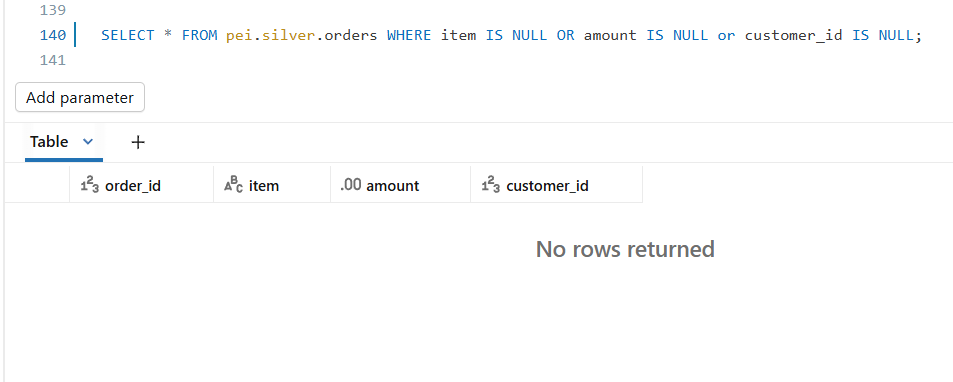 139
140 SELECT * FROM pei.silver.orders WHERE item IS NULL OR amount IS NULL or customer_id IS NULL;
141
Add parameter
Table +
123 order_id ABC item .00 amount 123 customer_id
No rows returned